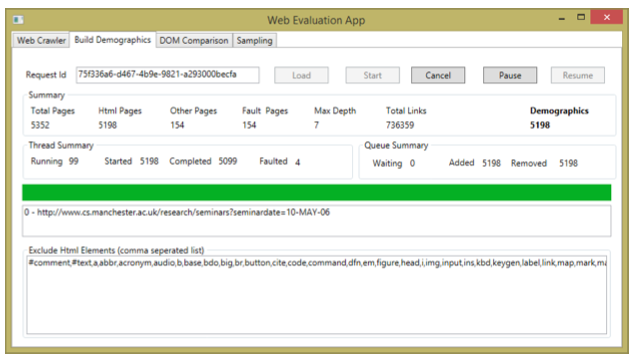 Web Evaluation App
Web Crawler Build Demographics DOM Comparison Sampling
Request Id 75f336a6-d467-4b9e-9821-a293000becfa Load Start Cancel Pause Resume
Summary
Total Pages Html Pages Other Pages Fault Pages Max Depth Total Links Demographics
5352 5198 154 154 7 736359 5198
Thread Summary Queue Summary
Running 99 Started 5198 Completed 5099 Faulted 4 Waiting 0 Added 5198 Removed 5198
0 - http://www.cs.manchester.ac.uk/research/seminars?seminardate=10-MAY-06
Exclude Html Elements (comma seperated list)
#comment,#text,a,abbr,acronym,audio,b,base,bdo,big,br,button,cite,code,command,dfn,em,figure,head,i,img,input,ins,kbd,keygen,label,link,map,mark,ma